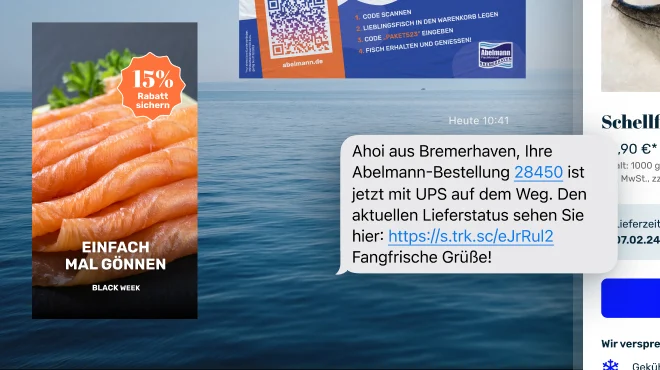 1. CODE SCANNEN
2. LIEBLINGSFISCH IN DEN WARENKORB LEGEN
3. CODE „PAKETS23" EINGEBEN
4. FISCH ERHALTEN UND GENIESSEN!
abelmann.de
Abelmann
15%
Rabatt
sichern
EINFACH
MAL GÖNNEN
BLACK WEEK
Heute 10:41
Ahoi aus Bremerhaven, Ihre
Abelmann-Bestellung 28450 ist
jetzt mit UPS auf dem Weg. Den
aktuellen Lieferstatus sehen Sie
hier: https://s.trk.sc/eJrRul2
Fangfrische Grüße!
Schellf
,90 €*
alt: 1000 g
MwSt., zz
ieferzeit
07.02.24
Wir verspre
Gekü